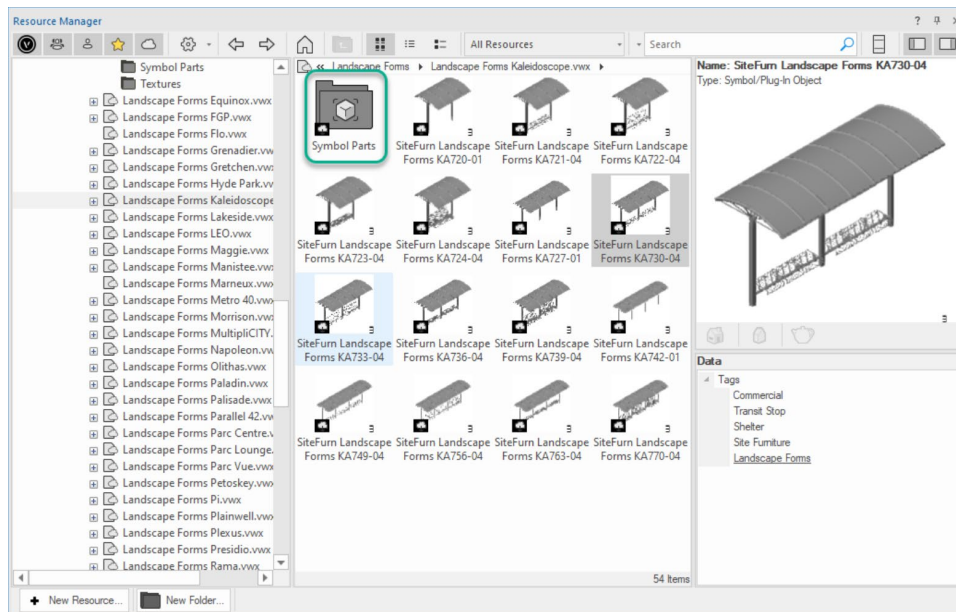 Resource Manager
?
All Resources
Search
Symbol Parts
Textures
Landscape Forms Equinox.vwx
Landscape Forms FGP.vwx
Landscape Forms Flo.vwx
Landscape Forms Grenadier.vw
Landscape Forms Gretchen.vw
Landscape Forms Hyde Park.vv
Landscape Forms Kaleidoscope
Landscape Forms Lakeside.vwx
Landscape Forms LEO.vwx
Landscape Forms Maggie.vwx
Landscape Forms Manistee.vw
Landscape Forms Marneux.vwx
Landscape Forms Metro 40.vwx
Landscape Forms Morrison.vwx
Landscape Forms MultipliCITY.
Landscape Forms Napoleon.vw
Landscape Forms Olithas.vwx
Landscape Forms Paladin.vwx
Landscape Forms Palisade.vwx
Landscape Forms Parallel 42.vw
Landscape Forms Parc Centre.v
Landscape Forms Parc Lounge.
Landscape Forms Parc Vue.vwx
Landscape Forms Petoskey.vwx
Landscape Forms Pi.vwx
Landscape Forms Plainwell.vwx
Landscape Forms Plexus.vwx
Landscape Forms Presidio.vwx
Landscape Forms Rama.vwx
« Landscape Forms Landscape Forms Kaleidoscope.vwx
Symbol Parts
SiteFurn Landscape
Forms KA720-01
SiteFurn Landscape
Forms KA721-04
SiteFurn Landscape
Forms KA722-04
SiteFurn Landscape
Forms KA723-04
SiteFurn Landscape
Forms KA724-04
SiteFurn Landscape
Forms KA727-01
SiteFurn Landscape
Forms KA730-04
SiteFurn Landscape
Forms KA733-04
SiteFurn Landscape
Forms KA736-04
SiteFurn Landscape
Forms KA739-04
SiteFurn Landscape
Forms KA742-01
SiteFurn Landscape
Forms KA749-04
SiteFurn Landscape
Forms KA756-04
SiteFurn Landscape
Forms KA763-04
SiteFurn Landscape
Forms KA770-04
54 Items
Name: SiteFurn Landscape Forms KA730-04
Type: Symbol/Plug-In Object
Data
Tags
Commercial
Transit Stop
Shelter
Site Furniture
Landscape Forms
New Resource...
New Folder...